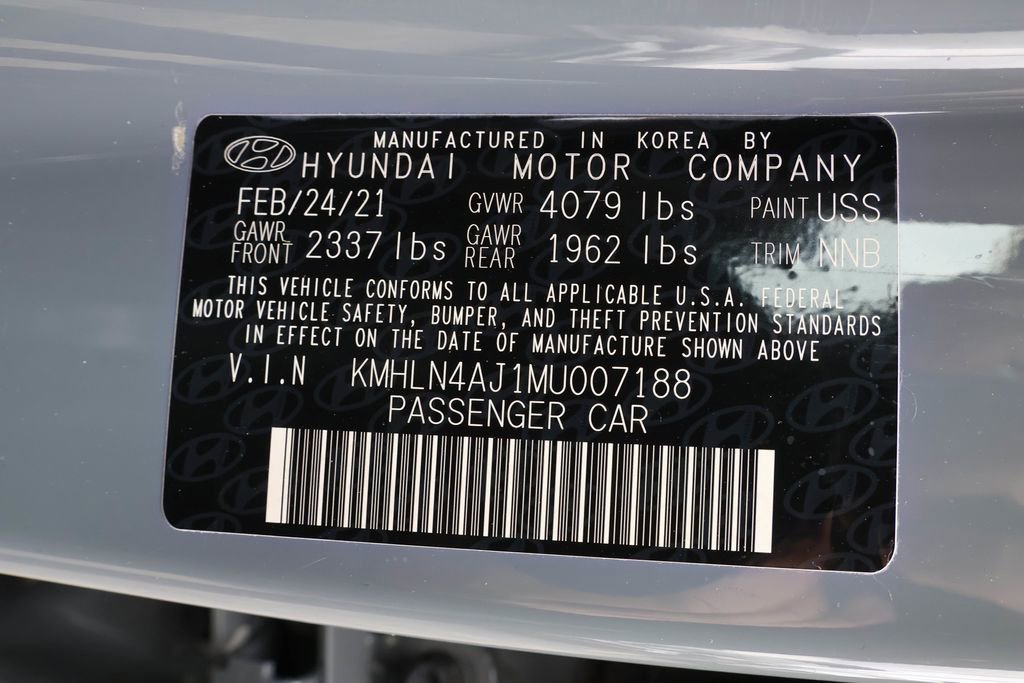 MANUFACTURED IN KOREA BY
HYUNDAI MOTOR COMPANY
FEB/24/21 GVWR 4079 lbs PAINT USS
GAWR FRONT 2337 lbs GAWR REAR 1962 lbs TRIM NNB
THIS VEHICLE CONFORMS TO ALL APPLICABLE U.S.A. FEDERAL
MOTOR VEHICLE SAFETY, BUMPER, AND THEFT PREVENTION STANDARDS
IN EFFECT ON THE DATE OF MANUFACTURE SHOWN ABOVE
V.I.N KMHLN4AJ1MU007188
PASSENGER CAR